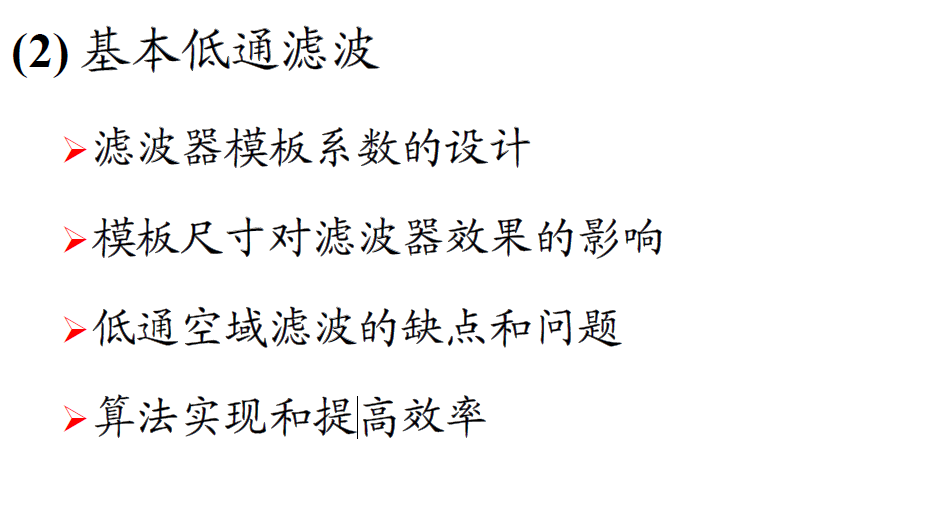 (2) 基本低通滤波
➢滤波器模板系数的设计
➢模板尺寸对滤波器效果的影响
➢低通空域滤波的缺点和问题
➢算法实现和提高效率